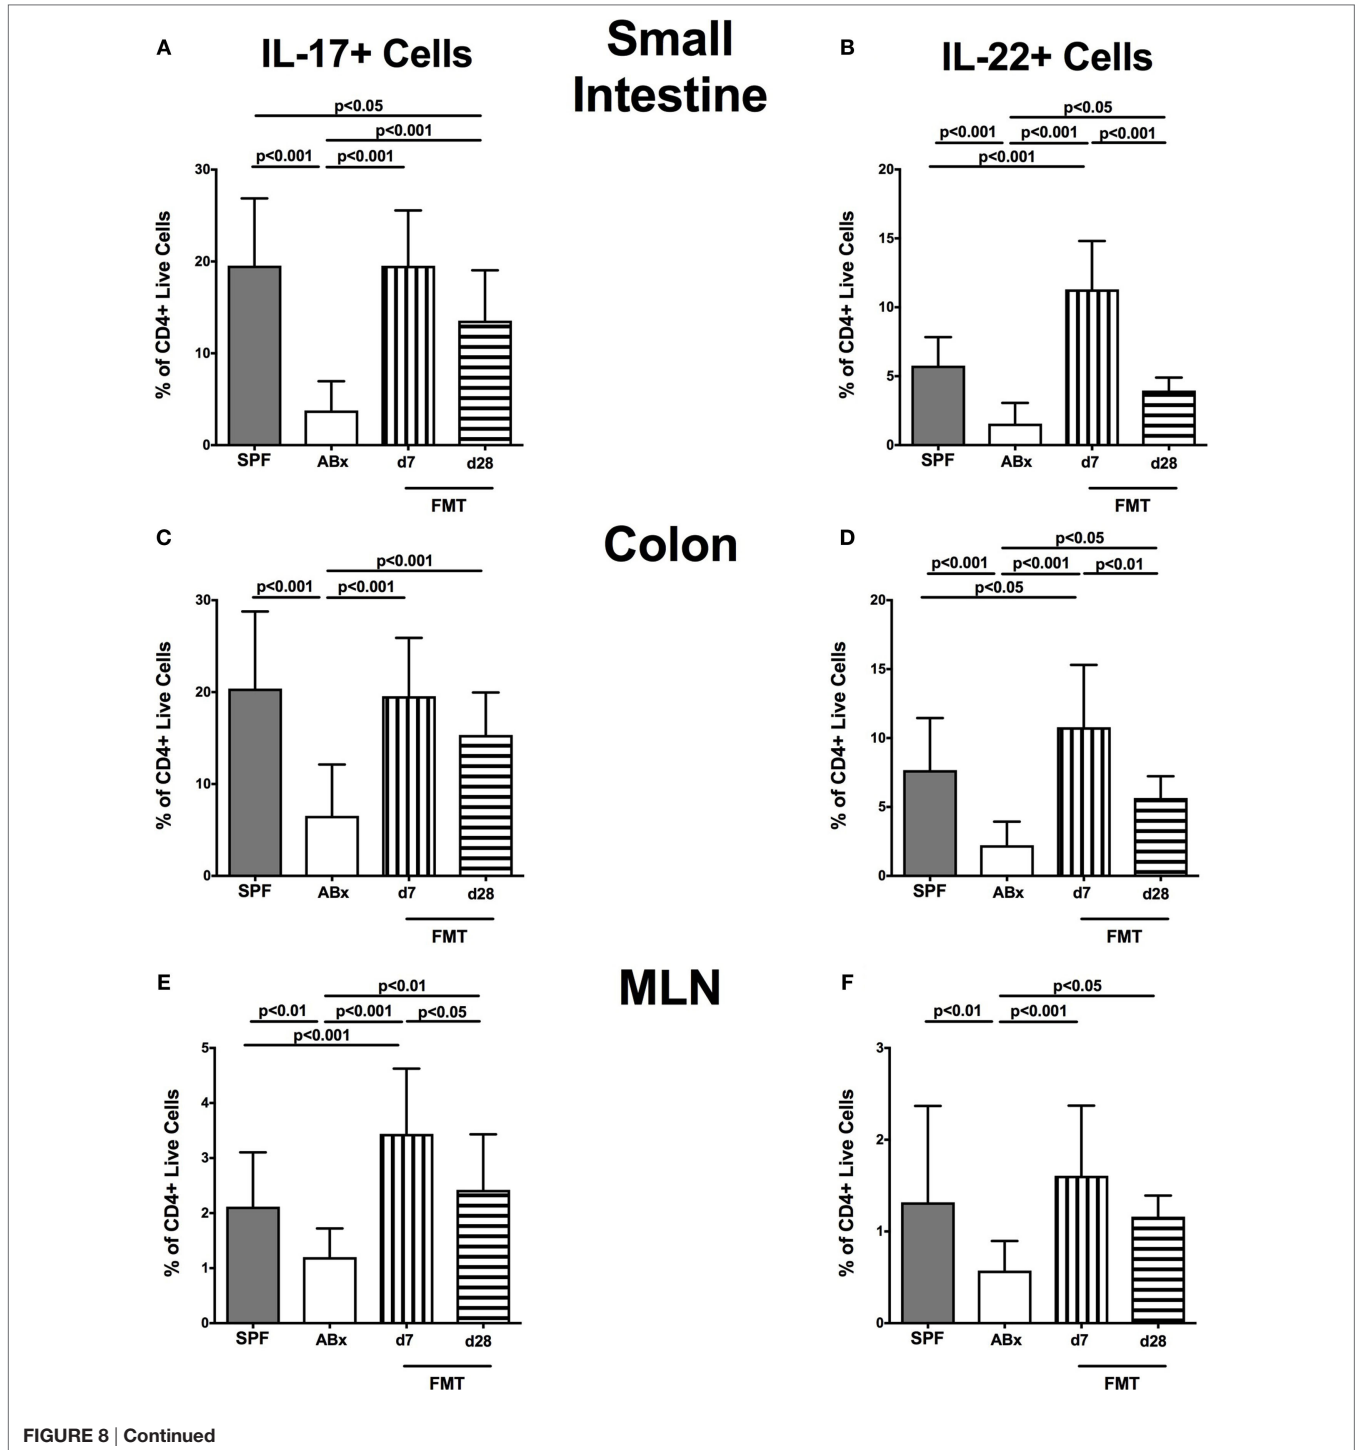 A
IL-17+ Cells
Small
Intestine
B
IL-22+ Cells
p<0.05
p<0.001
p<0.001 p<0.001
30
20
10
0
% of CD4+ Live Cells
SPF ABx d7 d28
FMT
p<0.05
p<0.001 p<0.001 p<0.001
p<0.001
20
15
10
5
0
% of CD4+ Live Cells
SPF ABx d7 d28
FMT
C
Colon
D
p<0.001
p<0.001 p<0.001
30
20
10
0
% of CD4+ Live Cells
SPF ABx d7 d28
FMT
p<0.05
p<0.001 p<0.001 p<0.01
p<0.05
20
15
10
5
0
% of CD4+ Live Cells
SPF ABx d7 d28
FMT
E
MLN
F
p<0.01
p<0.01 p<0.001 p<0.05
p<0.001
5
4
3
2
1
0
% of CD4+ Live Cells
SPF ABx d7 d28
FMT
p<0.05
p<0.01 p<0.001
3
2
1
0
% of CD4+ Live Cells
SPF ABx d7 d28
FMT
FIGURE 8 | Continued